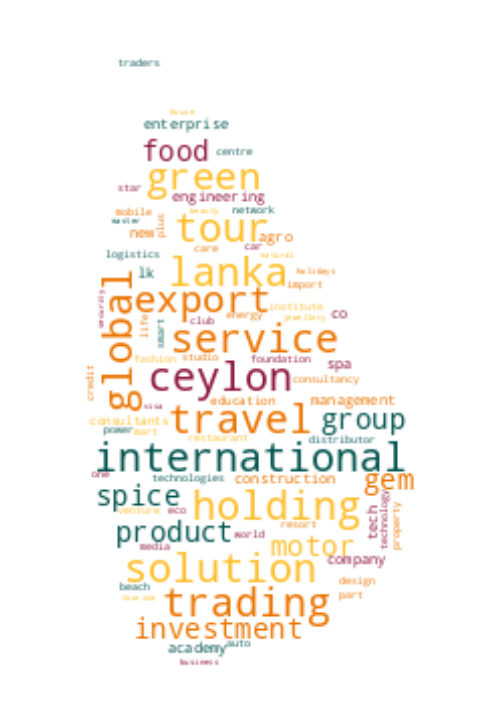 traders
house
enterprise
food centre
green
star engineering
mobile beauty network
master plus
tour
new agro
care car
logistics natural
lanka
lk holidays
import
global
export
security institute
energy jewellery co
life smart club
service
fashion studio foundation
spa
ceylon
credit consultancy
visa education management
travel group
consultants
power mart restaurant distributor
international
one technologies construction gem
spice
holding
venture eco
tech technology property
product world resort
media motor
company
solution
beach design
tourism part
trading
investment
academy auto
business